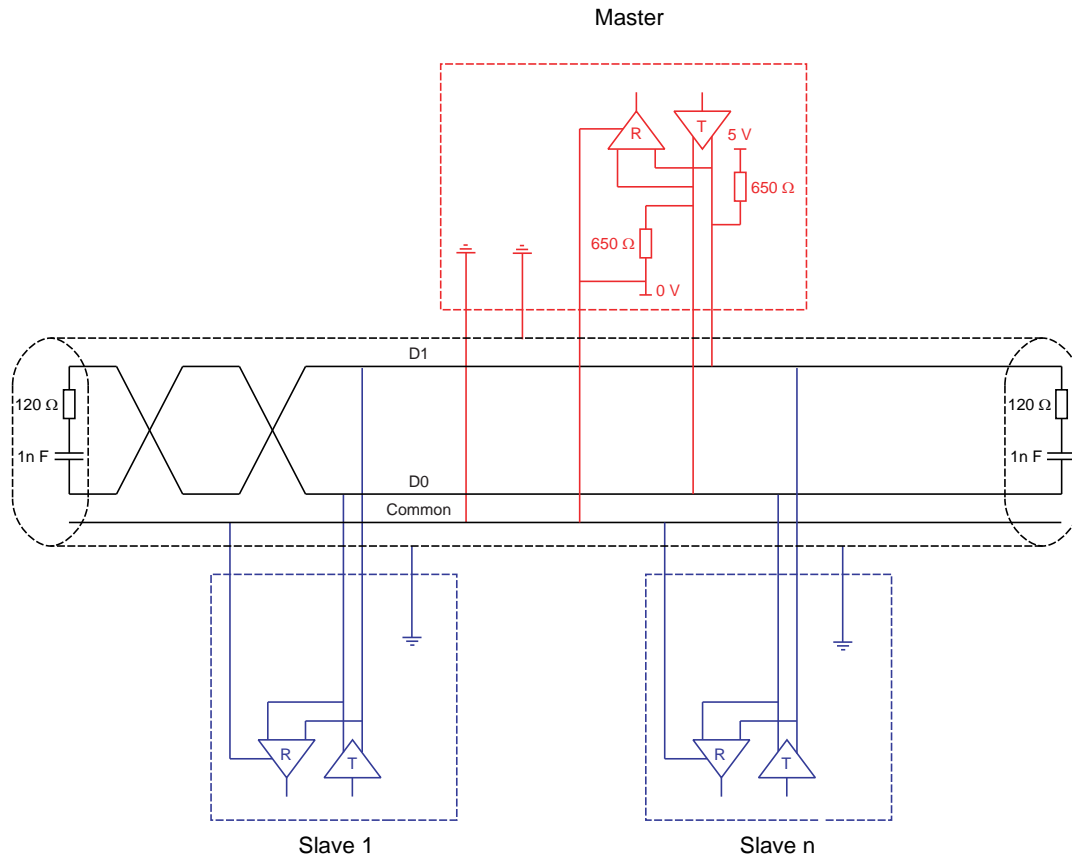 Master
R
T
5 V
650 Ω
650 Ω
0 V
D1
120 Ω
1n F
120 Ω
1n F
D0
Common
R
T
R
T
Slave 1
Slave n